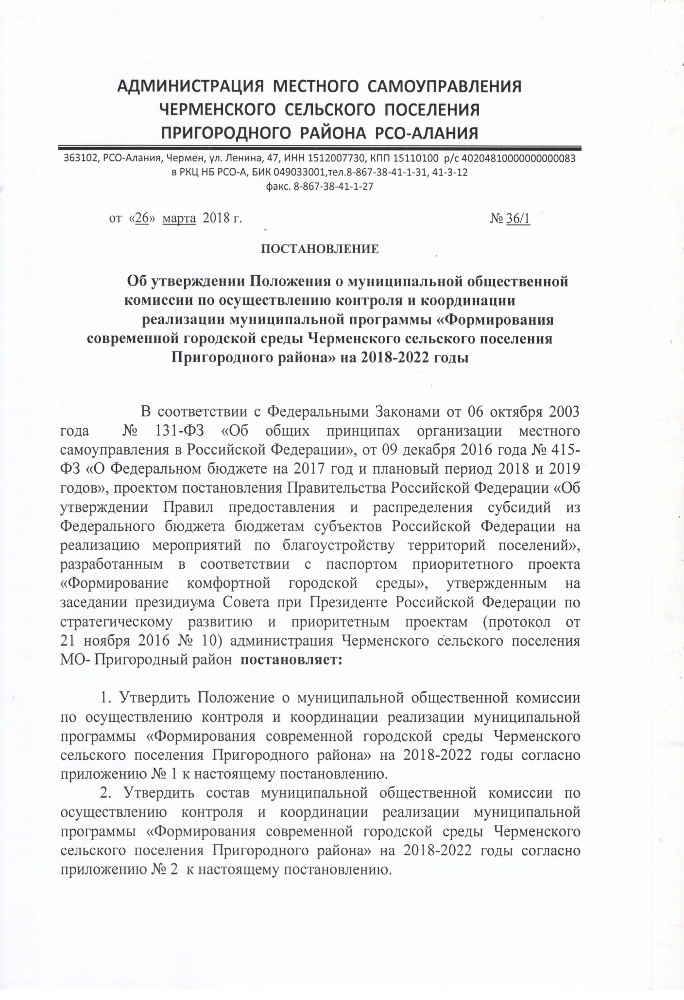 АДМИНИСТРАЦИЯ МЕСТНОГО САМОУПРАВЛЕНИЯ
ЧЕРМЕНСКОГО СЕЛЬСКОГО ПОСЕЛЕНИЯ
ПРИГОРОДНОГО РАЙОНА РСО-АЛАНИЯ
363102, РСО-Алания, Чермен, ул. Ленина, 47, ИНН 1512007730, КПП 15110100 р/с 40204810000000000083
в РКЦ НБ РСО-А, БИК 049033001,тел.8-867-38-41-1-31, 41-3-12
факс. 8-867-38-41-1-27
от «26» марта 2018 г. № 36/1
ПОСТАНОВЛЕНИЕ
Об утверждении Положения о муниципальной общественной
комиссии по осуществлению контроля и координации
реализации муниципальной программы «Формирования
современной городской среды Черменского сельского поселения
Пригородного района» на 2018-2022 годы
В соответствии с Федеральными Законами от 06 октября 2003
года № 131-ФЗ «Об общих принципах организации местного
самоуправления в Российской Федерации», от 09 декабря 2016 года № 415-
ФЗ «О Федеральном бюджете на 2017 год и плановый период 2018 и 2019
годов», проектом постановления Правительства Российской Федерации «Об
утверждении Правил предоставления и распределения субсидий из
Федерального бюджета бюджетам субъектов Российской Федерации на
реализацию мероприятий по благоустройству территорий поселений»,
разработанным в соответствии с паспортом приоритетного проекта
«Формирование комфортной городской среды», утвержденным на
заседании президиума Совета при Президенте Российской Федерации по
стратегическому развитию и приоритетным проектам (протокол от
21 ноября 2016 № 10) администрация Черменского сельского поселения
МО- Пригородный район постановляет:
1. Утвердить Положение о муниципальной общественной комиссии
по осуществлению контроля и координации реализации муниципальной
программы «Формирования современной городской среды Черменского
сельского поселения Пригородного района» на 2018-2022 годы согласно
приложению № 1 к настоящему постановлению.
2. Утвердить состав муниципальной общественной комиссии по
осуществлению контроля и координации реализации муниципальной
программы «Формирования современной городской среды Черменского
сельского поселения Пригородного района» на 2018-2022 годы согласно
приложению № 2 к настоящему постановлению.